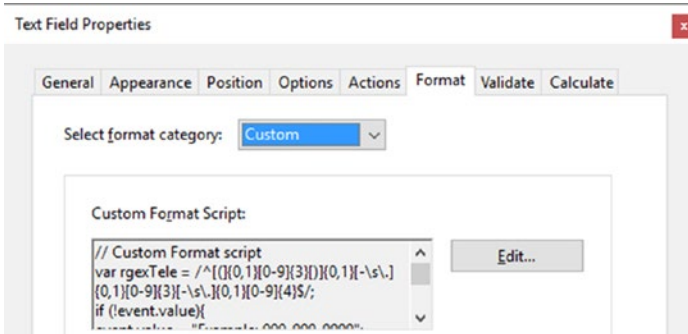 Text Field Properties
x
General Appearance Position Options Actions Format Validate Calculate
Select format category: Custom
Custom Format Script:
// Custom Format script
var rgexTele = /^[(]{0,1}[0-9]{3}[)]{0,1}[-\s\.]
{0,1}[0-9]{3}[-\s\.]{0,1}[0-9]{4}$/;
if (!event.value){
Edit...